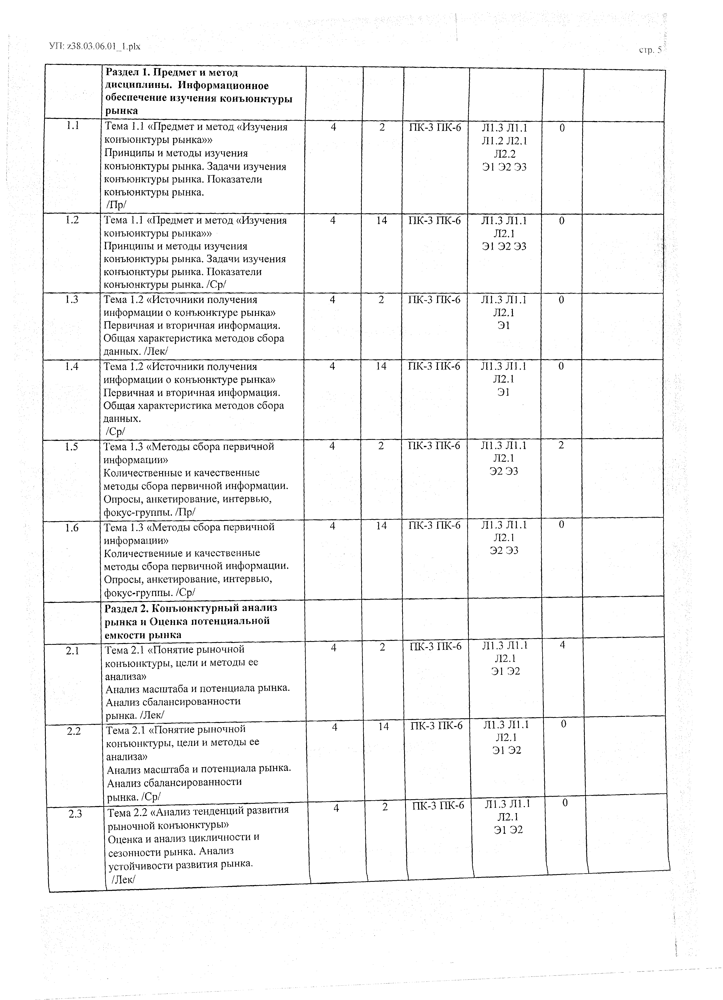 УП: z38.03.06.01_1.plx
стр. 5
Раздел 1. Предмет и метод
дисциплины. Информационное
обеспечение изучения конъюнктуры
рынка
1.1
Тема 1.1 «Предмет и метод «Изучения
конъюнктуры рынка»»
Принципы и методы изучения
конъюнктуры рынка. Задачи изучения
конъюнктуры рынка. Показатели
конъюнктуры рынка.
/Пр/
4
2
ПК-3 ПК-6
Л1.3 Л1.1
Л1.2 Л2.1
Л2.2
Э1 Э2 Э3
0
1.2
Тема 1.1 «Предмет и метод «Изучения
конъюнктуры рынка»»
Принципы и методы изучения
конъюнктуры рынка. Задачи изучения
конъюнктуры рынка. Показатели
конъюнктуры рынка. /Ср/
4
14
ПК-3 ПК-6
Л1.3 Л1.1
Л2.1
Э1 Э2 Э3
0
1.3
Тема 1.2 «Источники получения
информации о конъюнктуре рынка»
Первичная и вторичная информация.
Общая характеристика методов сбора
данных. /Лек/
4
2
ПК-3 ПК-6
Л1.3 Л1.1
Л2.1
Э1
0
1.4
Тема 1.2 «Источники получения
информации о конъюнктуре рынка»
Первичная и вторичная информация.
Общая характеристика методов сбора
данных.
/Ср/
4
14
ПК-3 ПК-6
Л1.3 Л1.1
Л2.1
Э1
0
1.5
Тема 1.3 «Методы сбора первичной
информации»
Количественные и качественные
методы сбора первичной информации.
Опросы, анкетирование, интервью,
фокус-группы. /Пр/
4
2
ПК-3 ПК-6
Л1.3 Л1.1
Л2.1
Э2 Э3
2
1.6
Тема 1.3 «Методы сбора первичной
информации»
Количественные и качественные
методы сбора первичной информации.
Опросы, анкетирование, интервью,
фокус-группы. /Ср/
4
14
ПК-3 ПК-6
Л1.3 Л1.1
Л2.1
Э2 Э3
0
Раздел 2. Конъюнктурный анализ
рынка и Оценка потенциальной
емкости рынка
2.1
Тема 2.1 «Понятие рыночной
конъюнктуры, цели и методы ее
анализа»
Анализ масштаба и потенциала рынка.
Анализ сбалансированности
рынка. /Лек/
4
2
ПК-3 ПК-6
Л1.3 Л1.1
Л2.1
Э1 Э2
4
2.2
Тема 2.1 «Понятие рыночной
конъюнктуры, цели и методы ее
анализа»
Анализ масштаба и потенциала рынка.
Анализ сбалансированности
рынка. /Ср/
4
14
ПК-3 ПК-6
Л1.3 Л1.1
Л2.1
Э1 Э2
0
2.3
Тема 2.2 «Анализ тенденций развития
рыночной конъюнктуры»
Оценка и анализ цикличности и
сезонности рынка. Анализ
устойчивости развития рынка.
/Лек/
4
2
ПК-3 ПК-6
Л1.3 Л1.1
Л2.1
Э1 Э2
0